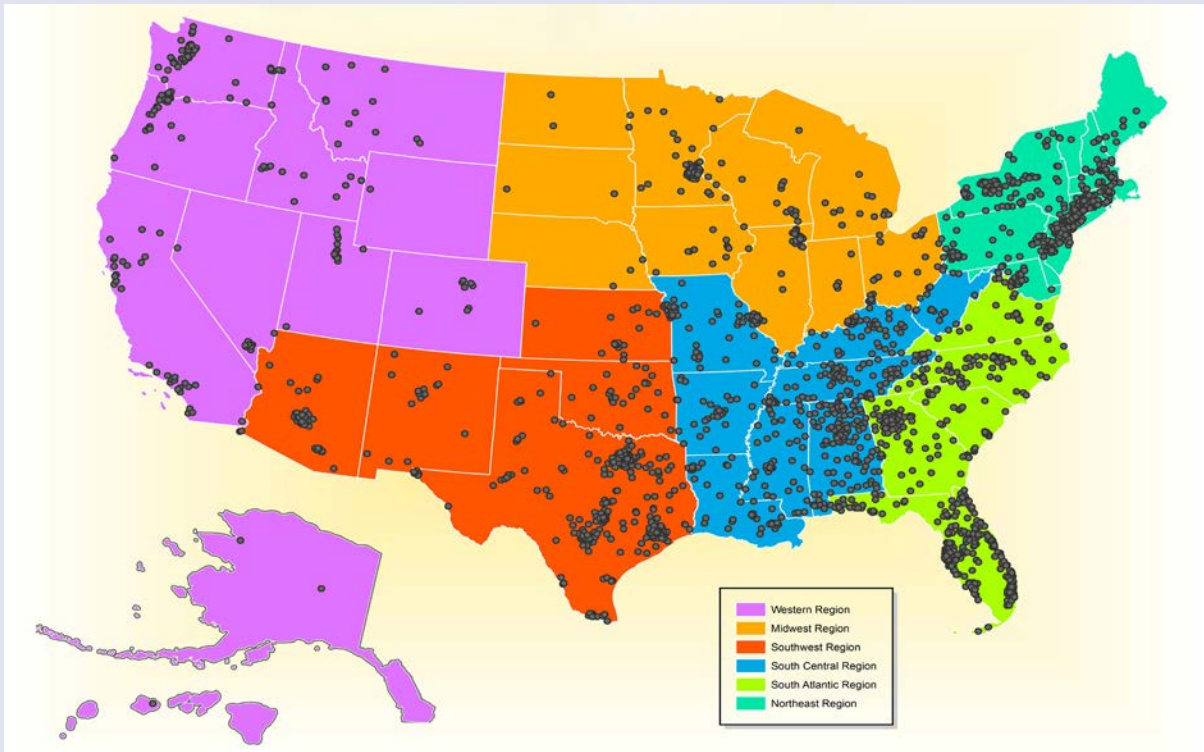 Western Region
Midwest Region
Southwest Region
South Central Region
South Atlantic Region
Northeast Region